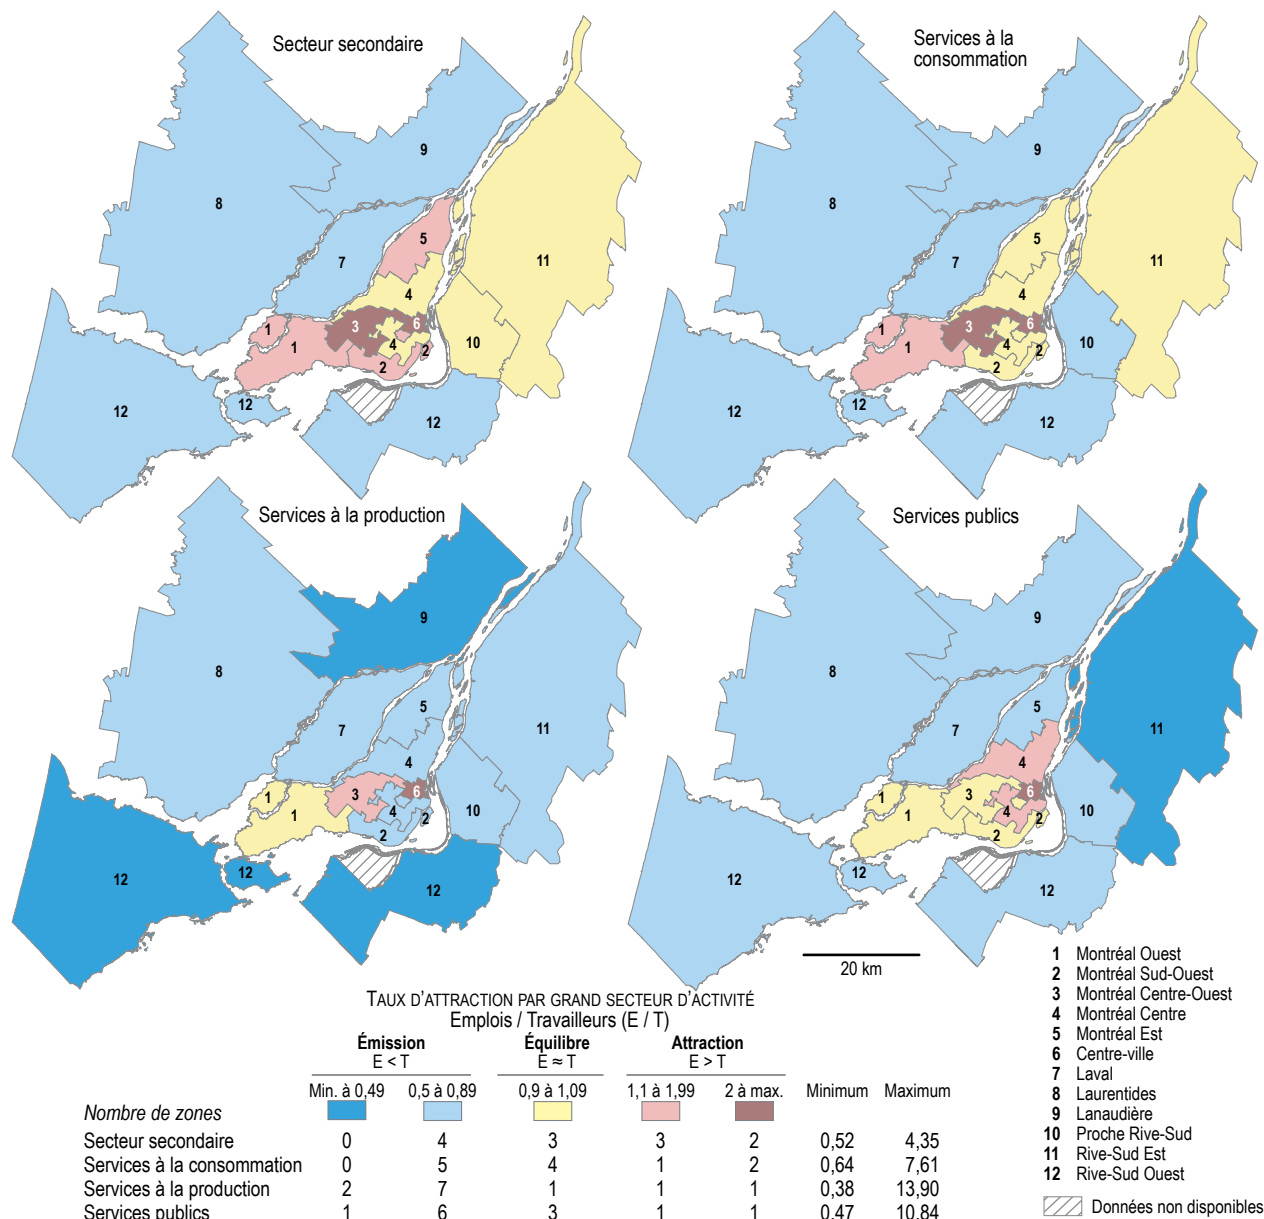 Secteur secondaire
9
8
5
7
11
4
1
3
6
1
10
4
2
2
12
12
12
Services à la
consommation
9
8
5
7
11
4
1
3
6
1
10
4
2
2
12
12
12
Services à la production
9
8
5
7
11
4
1
3
6
1
10
4
2
2
12
12
12
Services publics
9
8
5
7
11
4
1
3
6
1
10
4
2
2
12
12
12
20 km
1 Montréal Ouest
2 Montréal Sud-Ouest
3 Montréal Centre-Ouest
4 Montréal Centre
5 Montréal Est
6 Centre-ville
7 Laval
8 Laurentides
9 Lanaudière
10 Proche Rive-Sud
11 Rive-Sud Est
12 Rive-Sud Ouest
Données non disponibles
TAUX D'ATTRACTION PAR GRAND SECTEUR D'ACTIVITÉ
Emplois / Travailleurs (E / T)
Émission Équilibre Attraction
E < T E ≈ T E > T
Min. à 0,49 0,5 à 0,89 0,9 à 1,09 1,1 à 1,99 2 à max. Minimum Maximum
Nombre de zones
Secteur secondaire 0 4 3 3 2 0,52 4,35
Services à la consommation 0 5 4 1 2 0,64 7,61
Services à la production 2 7 1 1 1 0,38 13,90
Services publics 1 6 3 1 1 0,47 10,84